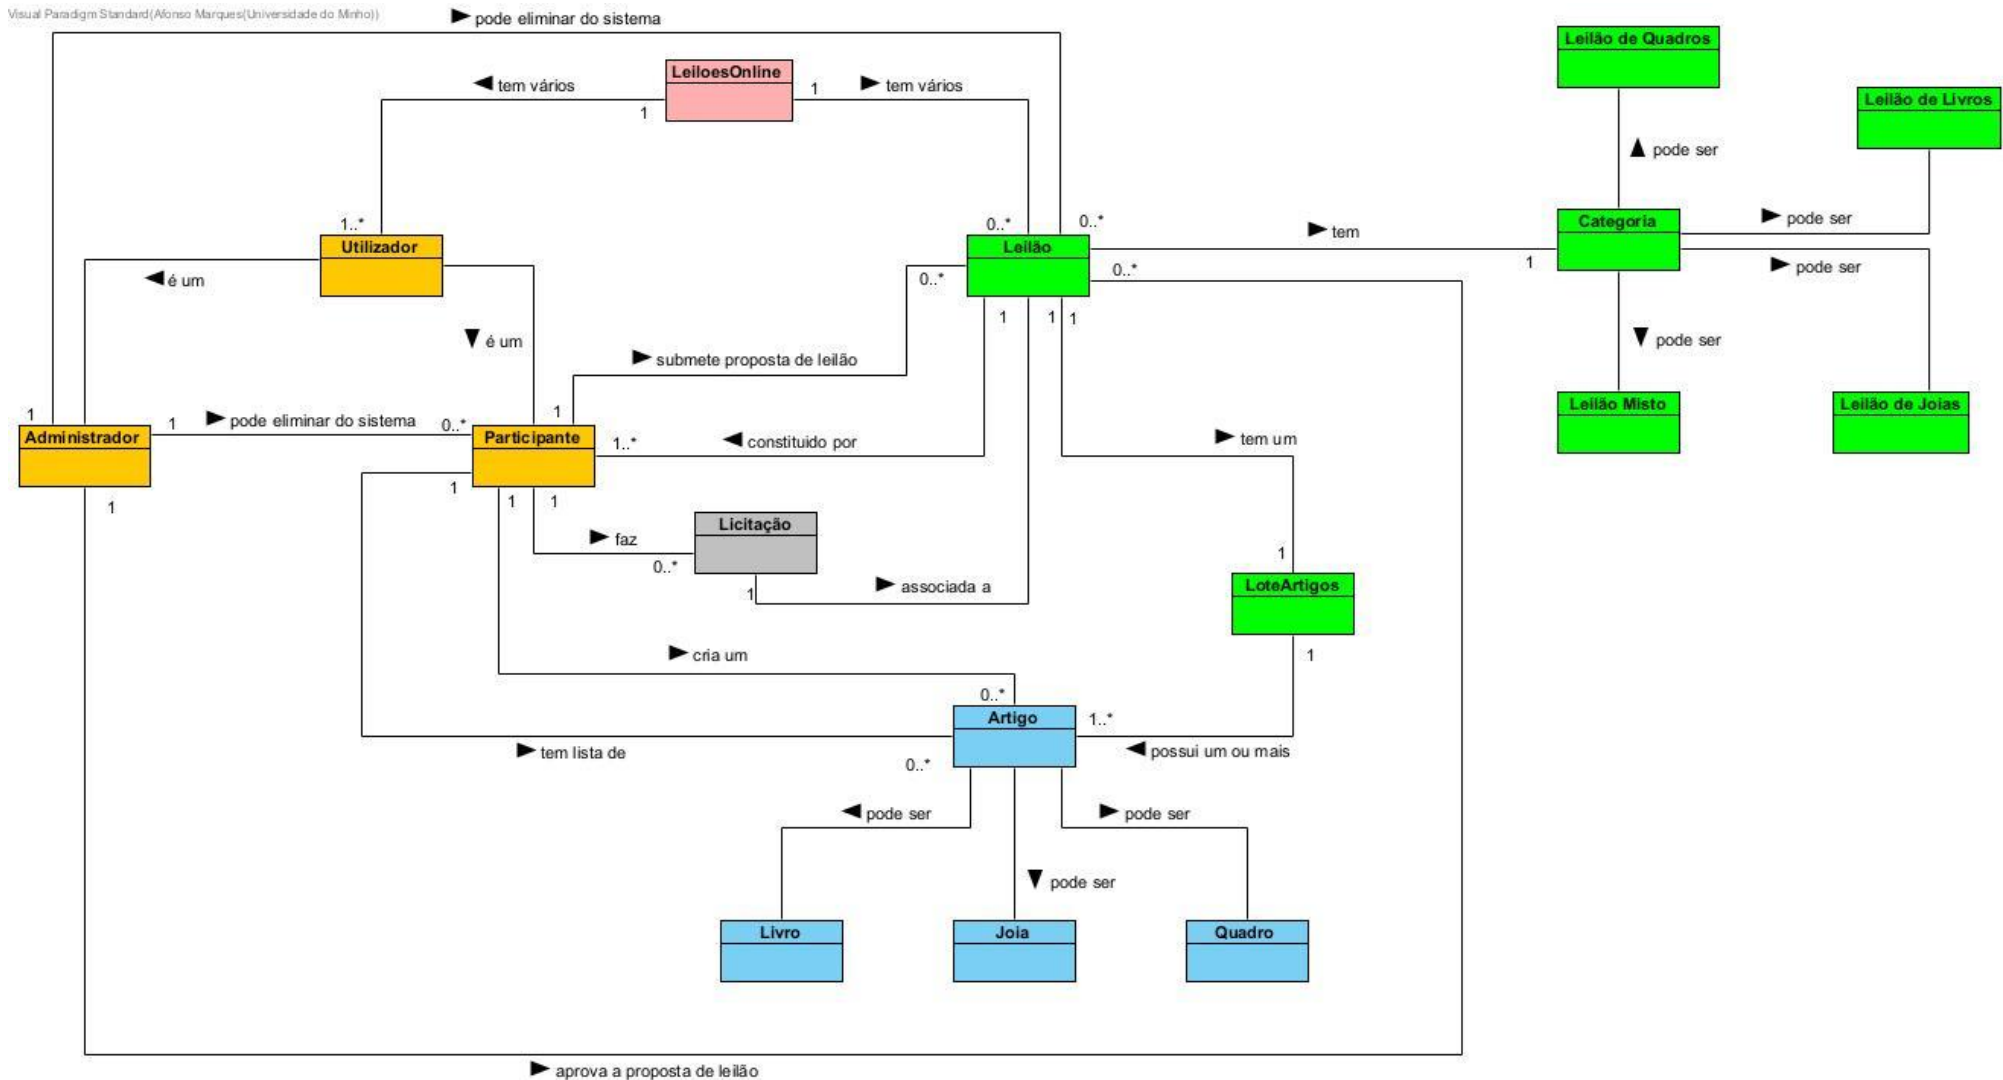 Visual Paradigm Standard(Afonso Marques(Universidade do Minho))
pode eliminar do sistema
LeiloesOnline
tem vários
1
1
tem vários
Leilão de Quadros
Leilão de Livros
pode ser
1..*
Utilizador
é um
é um
0..*
0..*
Leilão
0..*
0..*
1
1
1
tem
1
Categoria
pode ser
pode ser
pode ser
Leilão Misto
Leilão de Joias
submete proposta de leilão
1
1
Administrador
1
1
pode eliminar do sistema
0..*
Participante
1..*
constituido por
1
1
1
tem um
faz
0..*
Licitação
1
associada a
1
LoteArtigos
1
cria um
0..*
Artigo
1..*
possui um ou mais
tem lista de
0..*
pode ser
pode ser
pode ser
Livro
Joia
Quadro
aprova a proposta de leilão